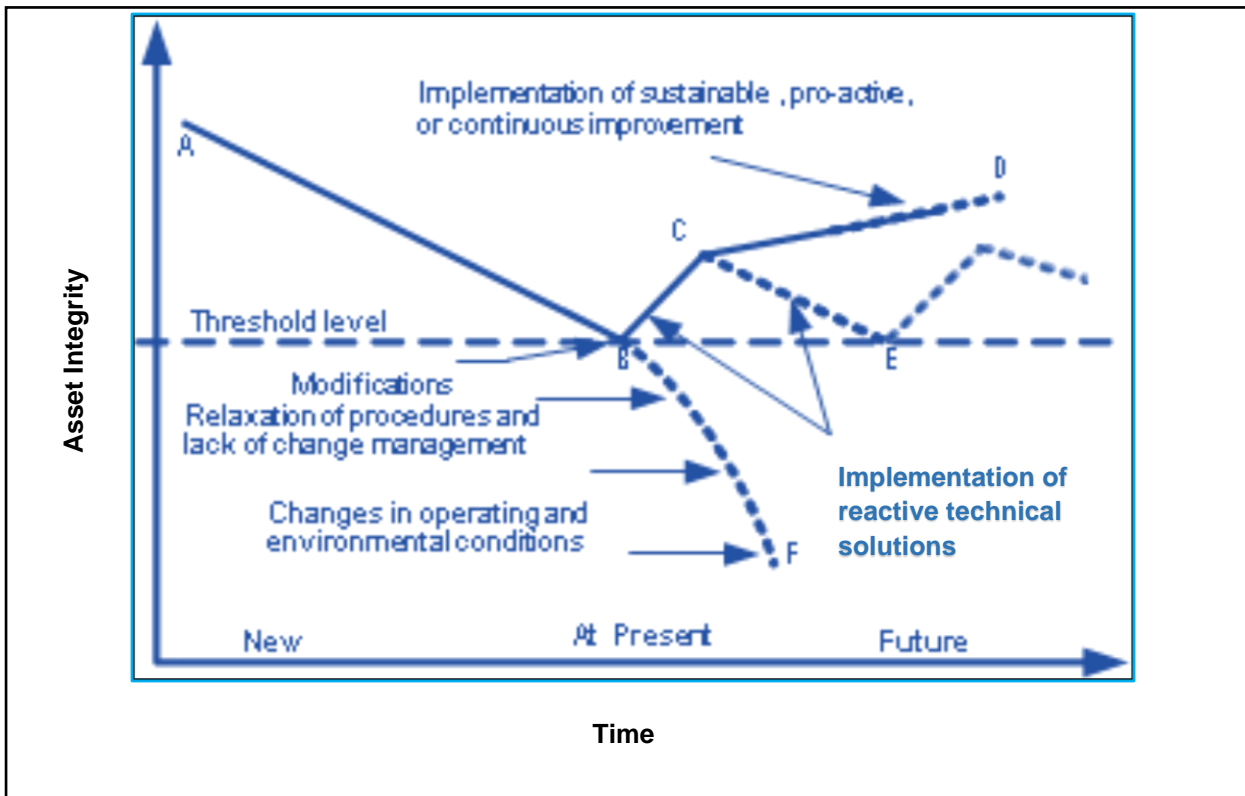 Implementation of sustainable , pro-active,
or continuous improvement
A
D
C
Asset Integrity
Threshold level
B
E
Modifications
Relaxation of procedures and
lack of change management
Implementation of
reactive technical
solutions
Changes in operating and
environmental conditions
F
New
At Present
Future
Time